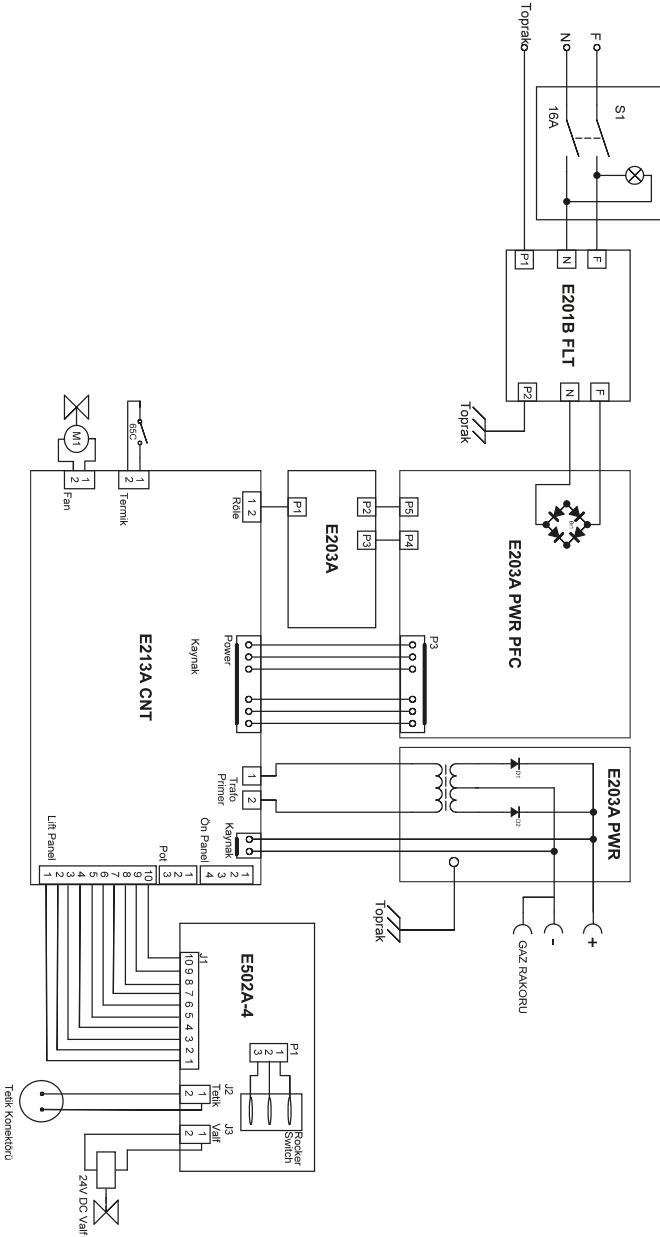 Toprak
N
F
S1
16A
P1
N
F
E201B FLT
P2
N
F
Toprak
Br1
E203A PWR PFC
P5
P4
P3
P2
P3
P1
E203A
65C
M1
1
2
Fan
1
2
Termik
1 2
Röle
E213A CNT
Kaynak
Power
1
2
Trafo
Primer
Kaynak
Ön Panel
4 3 2 1
Pot
3 2 1
Lift Panel
1 2 3 4 5 6 7 8 9 10
E203A PWR
D1
D2
Toprak
+
-
GAZ RAKORU
E502A-4
J1
10 9 8 7 6 5 4 3 2 1
P1
3 2 1
Rocker
Switch
J2
Tetik
2 1
J3
Valf
2 1
Tetik Konektörü
24V DC Valf